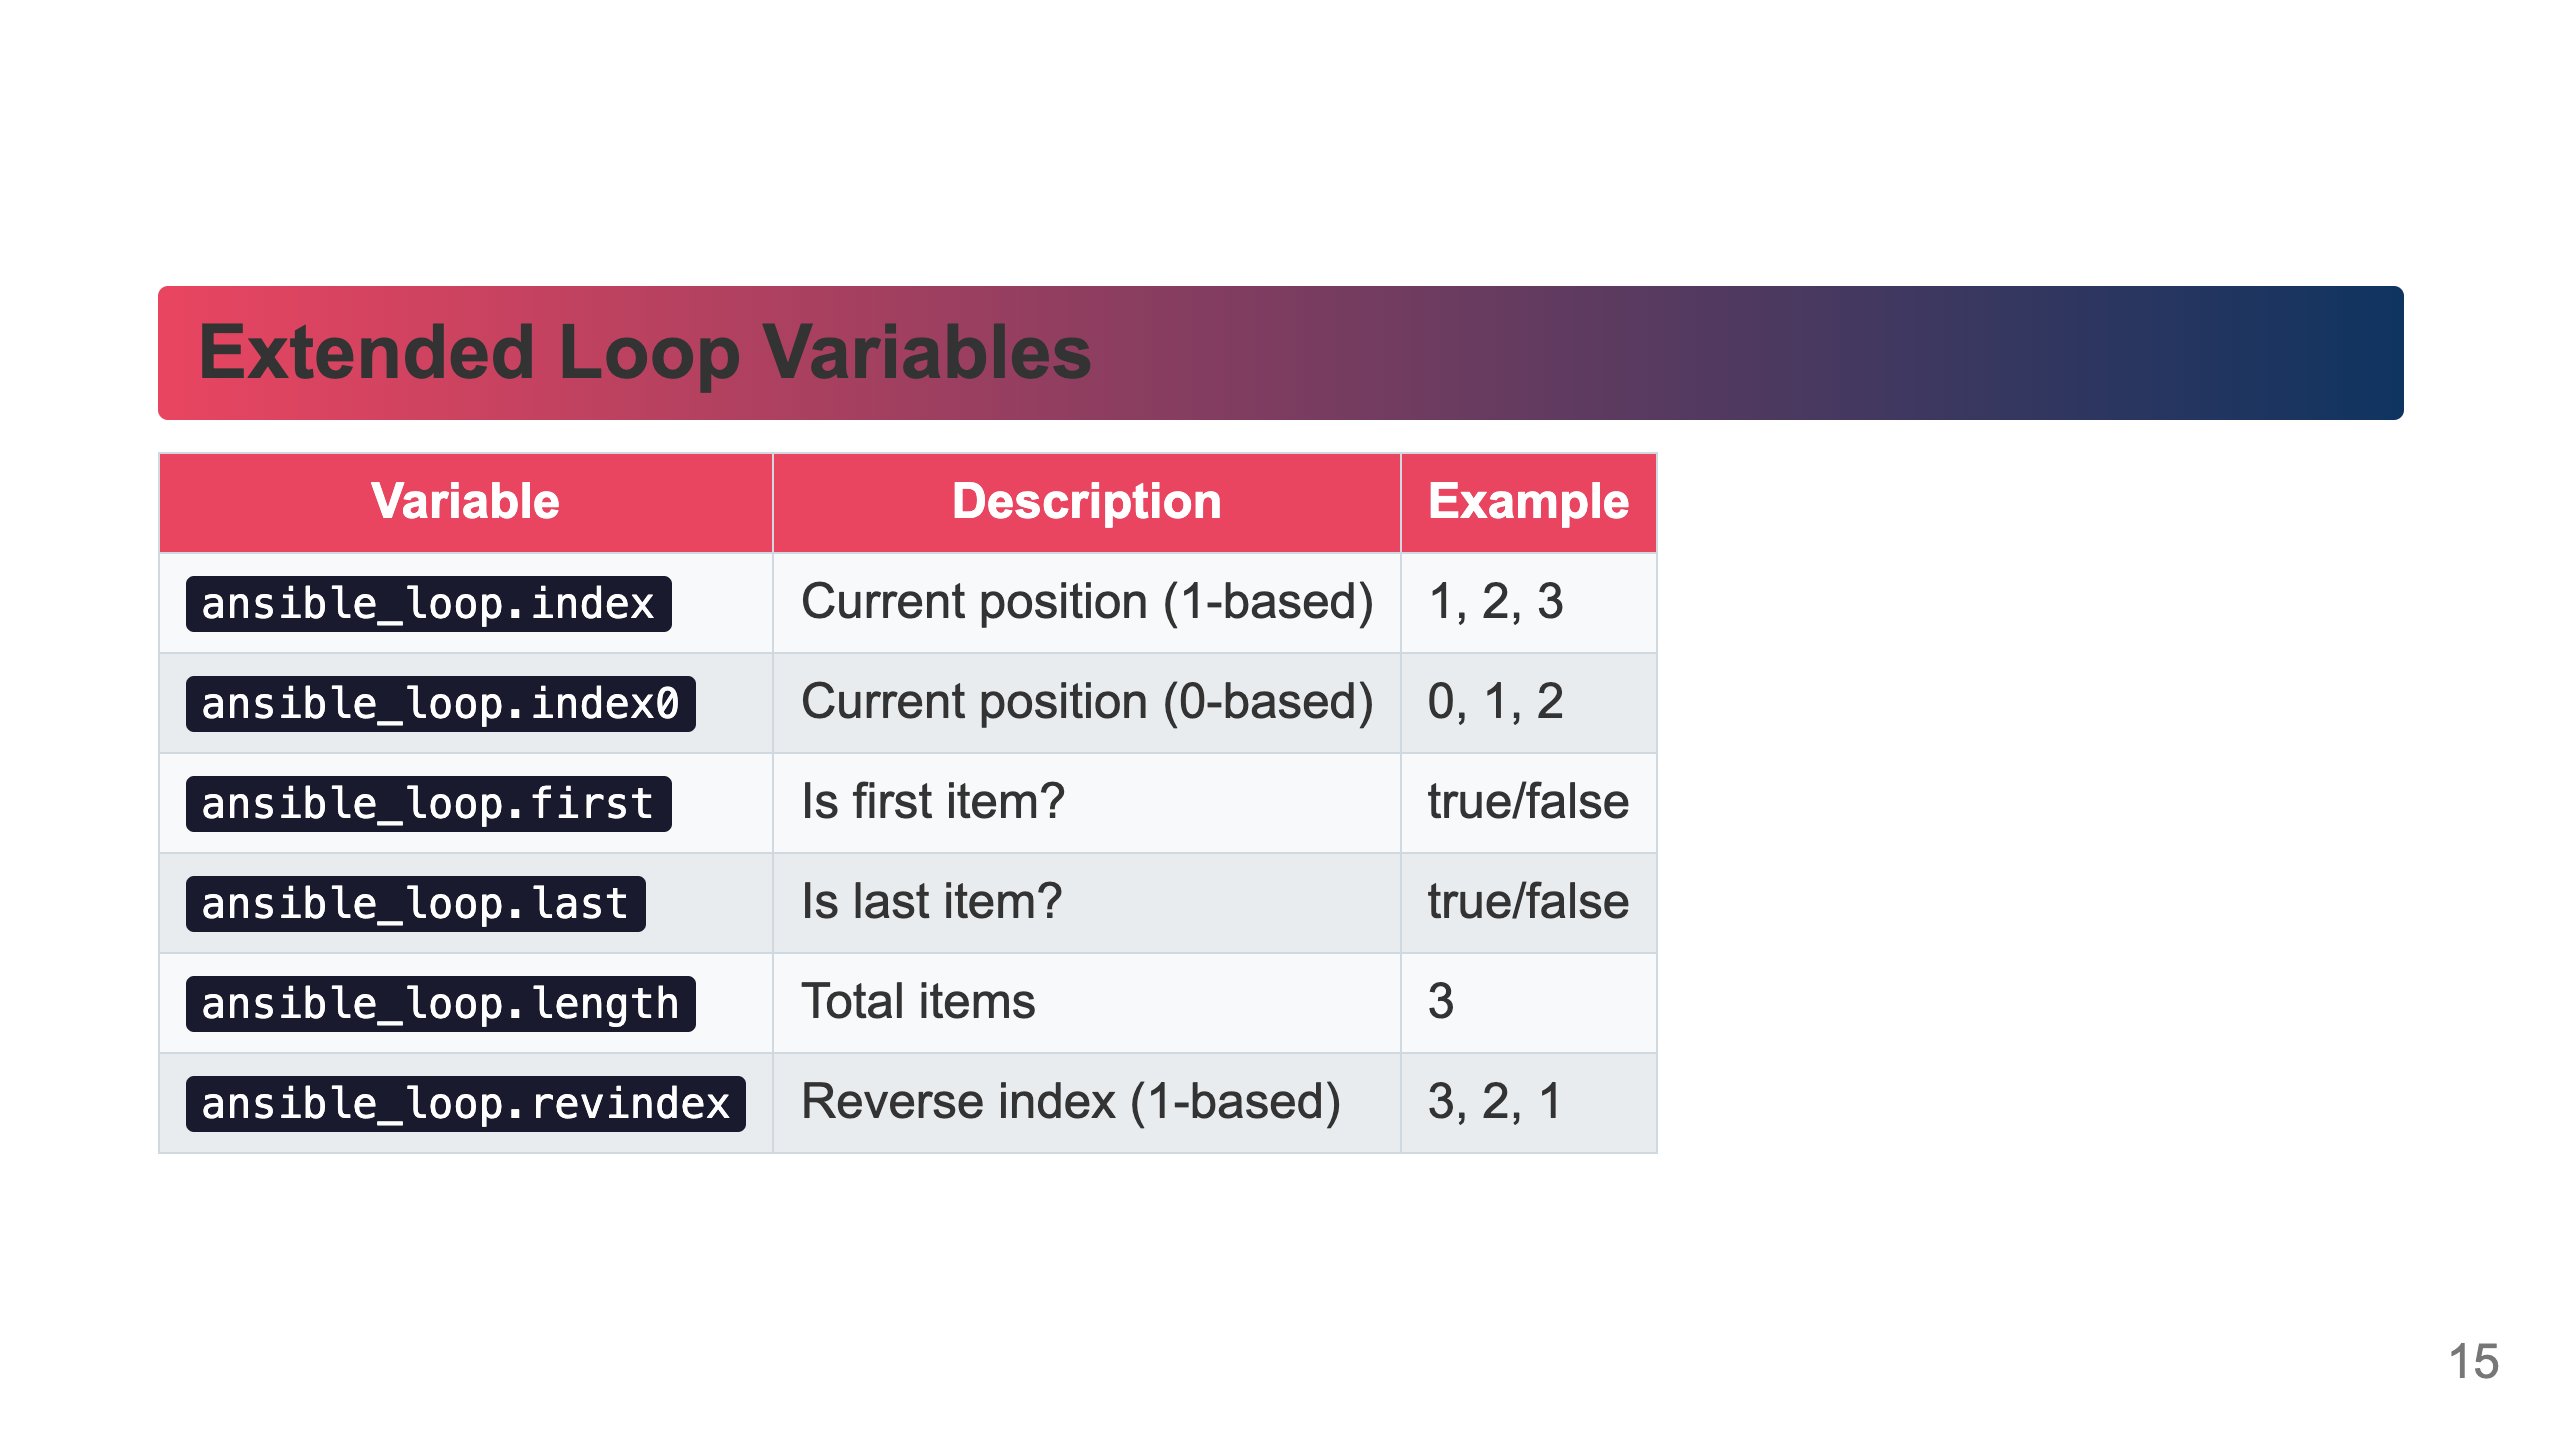 Extended Loop Variables
Variable Description Example
ansible_loop.index Current position (1-based) 1, 2, 3
ansible_loop.index0 Current position (0-based) 0, 1, 2
ansible_loop.first Is first item? true/false
ansible_loop.last Is last item? true/false
ansible_loop.length Total items 3
ansible_loop.revindex Reverse index (1-based) 3, 2, 1
15